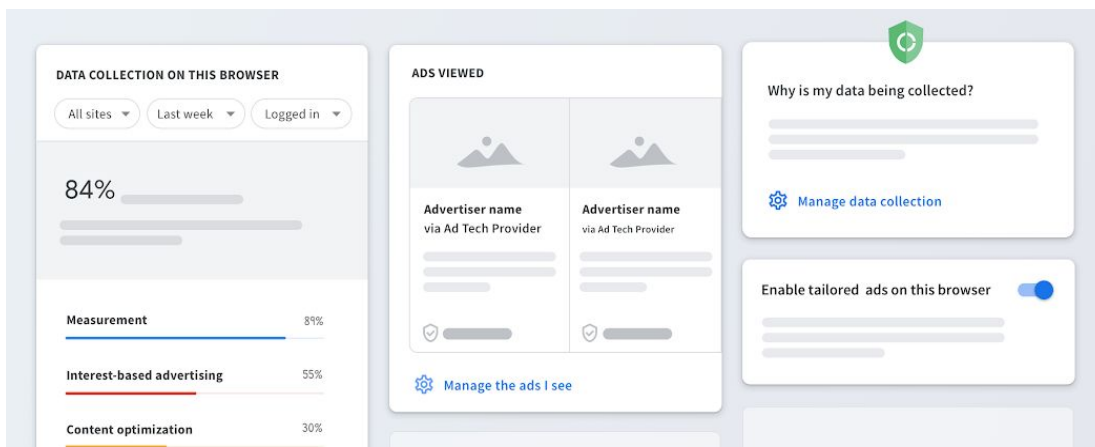 DATA COLLECTION ON THIS BROWSER
All sites Last week Logged in
84%
Measurement 89%
Interest-based advertising 55%
Content optimization 30%
ADS VIEWED
Advertiser name
via Ad Tech Provider
Advertiser name
via Ad Tech Provider
Manage the ads I see
Why is my data being collected?
Manage data collection
Enable tailored ads on this browser